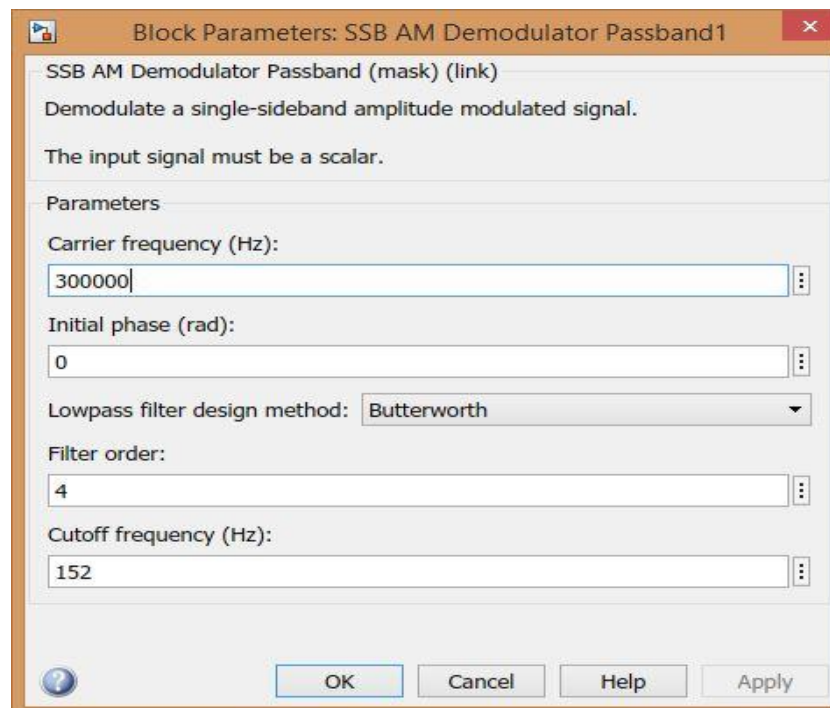 Block Parameters: SSB AM Demodulator Passband1
SSB AM Demodulator Passband (mask) (link)
Demodulate a single-sideband amplitude modulated signal.
The input signal must be a scalar.
Parameters
Carrier frequency (Hz):
300000
Initial phase (rad):
0
Lowpass filter design method: Butterworth
Filter order:
4
Cutoff frequency (Hz):
152
OK Cancel Help Apply